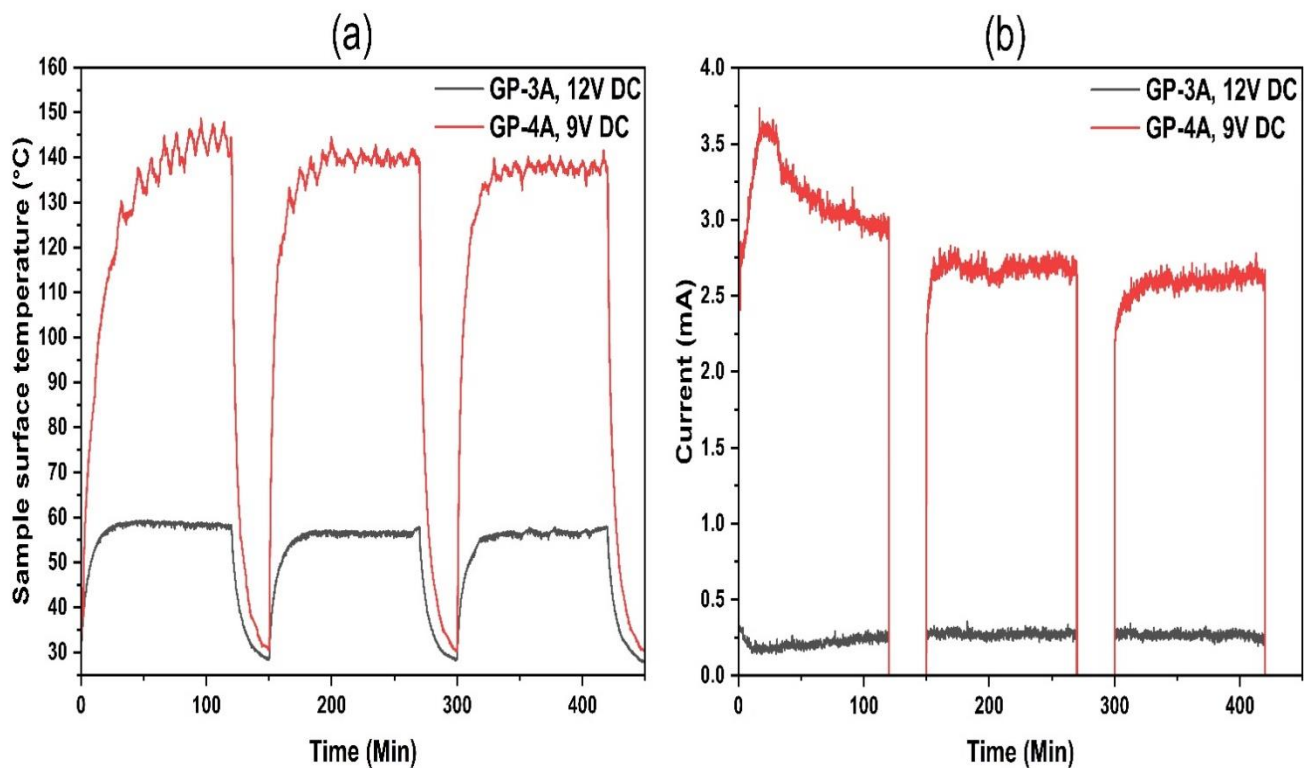 (a)
160
150
140
130
120
110
100
90
80
70
60
50
40
30
0 100 200 300 400
Sample surface temperature (°C)
Time (Min)
GP-3A, 12V DC
GP-4A, 9V DC
(b)
4.0
3.5
3.0
2.5
2.0
1.5
1.0
0.5
0.0
0 100 200 300 400
Current (mA)
Time (Min)
GP-3A, 12V DC
GP-4A, 9V DC